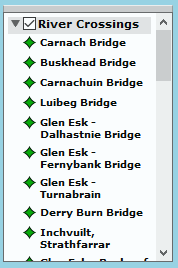 River Crossings
Carnach Bridge
Buskhead Bridge
Carnachuin Bridge
Luibeg Bridge
Glen Esk -
Dalhastnie Bridge
Glen Esk -
Fernybank Bridge
Glen Esk -
Turnabrain
Derry Burn Bridge
Inchvuilt,
Strathfarrar